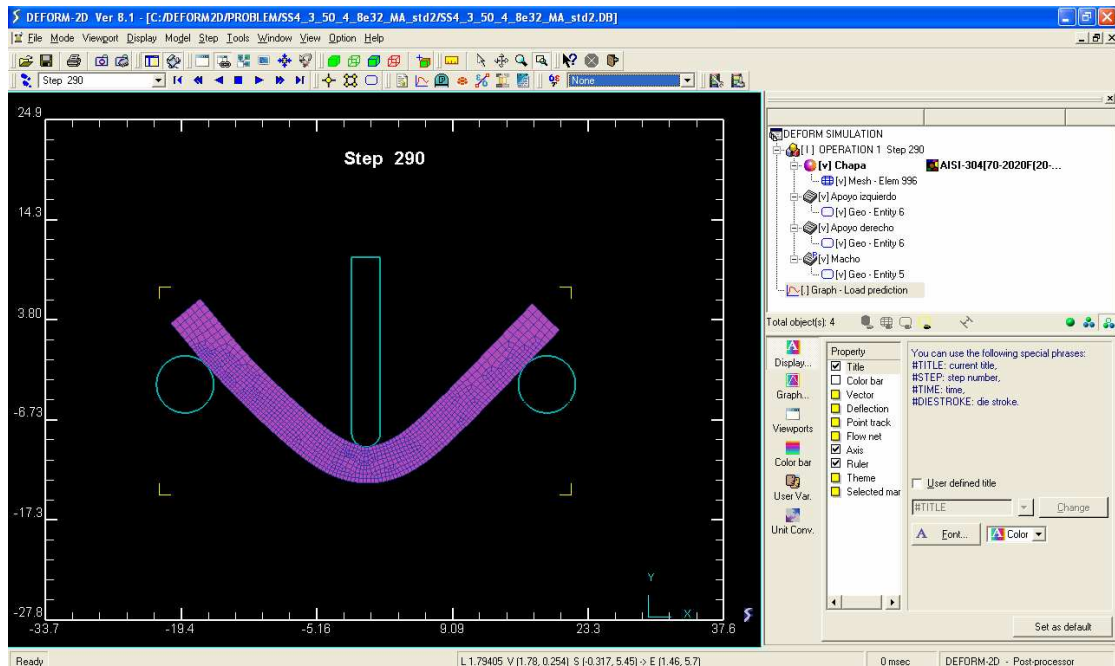 DEFORM-2D Ver 8.1 - [C:/DEFORM2D/PROBLEM/SS4_3_50_4_8e32_MA_std2/SS4_3_50_4_8e32_MA_std2.DB]
File Mode Viewport Display Model Step Tools Window View Option Help
Step 290
None
24.9
14.3
3.80
-6.73
-17.3
-27.8
-33.7
-19.4
-5.16
9.09
23.3
37.6
Step 290
Y
X
DEFORM SIMULATION
[I] OPERATION 1 Step 290
[v] Chapa
AISI-304[70-2020F(20-...
[v] Mesh - Elem 996
[v] Apoyo izquierdo
[v] Geo - Entity 6
[v] Apoyo derecho
[v] Geo - Entity 6
[v] Macho
[v] Geo - Entity 5
[.] Graph - Load prediction
Total object(s): 4
Display...
Graph...
Viewports
Color bar
User Var.
Unit Conv.
Property
Title
Color bar
Vector
Deflection
Point track
Flow net
Axis
Ruler
Theme
Selected mar
You can use the following special phrases:
#TITLE: current title,
#STEP: step number,
#TIME: time,
#DIESTROKE: die stroke.
User defined title
#TITLE
Change
A Font...
A Color
Set as default
Ready
L 1.79405 V (1.78, 0.254) S (-0.317, 5.45) -> E (1.46, 5.7)
0 msec
DEFORM-2D - Post-processor